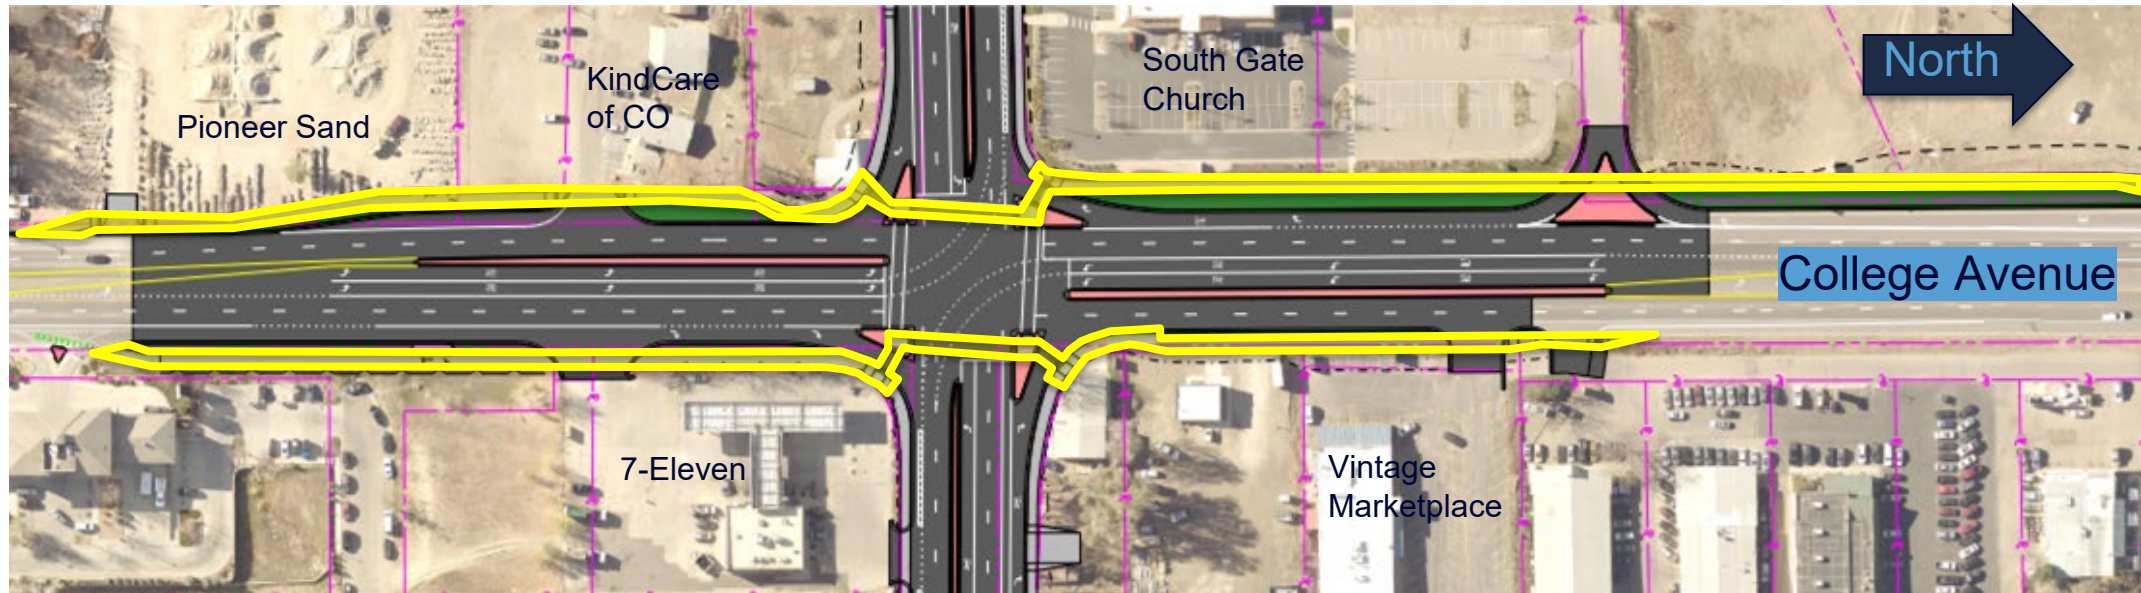 South Gate
Church
North
KindCare
of CO
Pioneer Sand
College Avenue
7-Eleven
Vintage
Marketplace